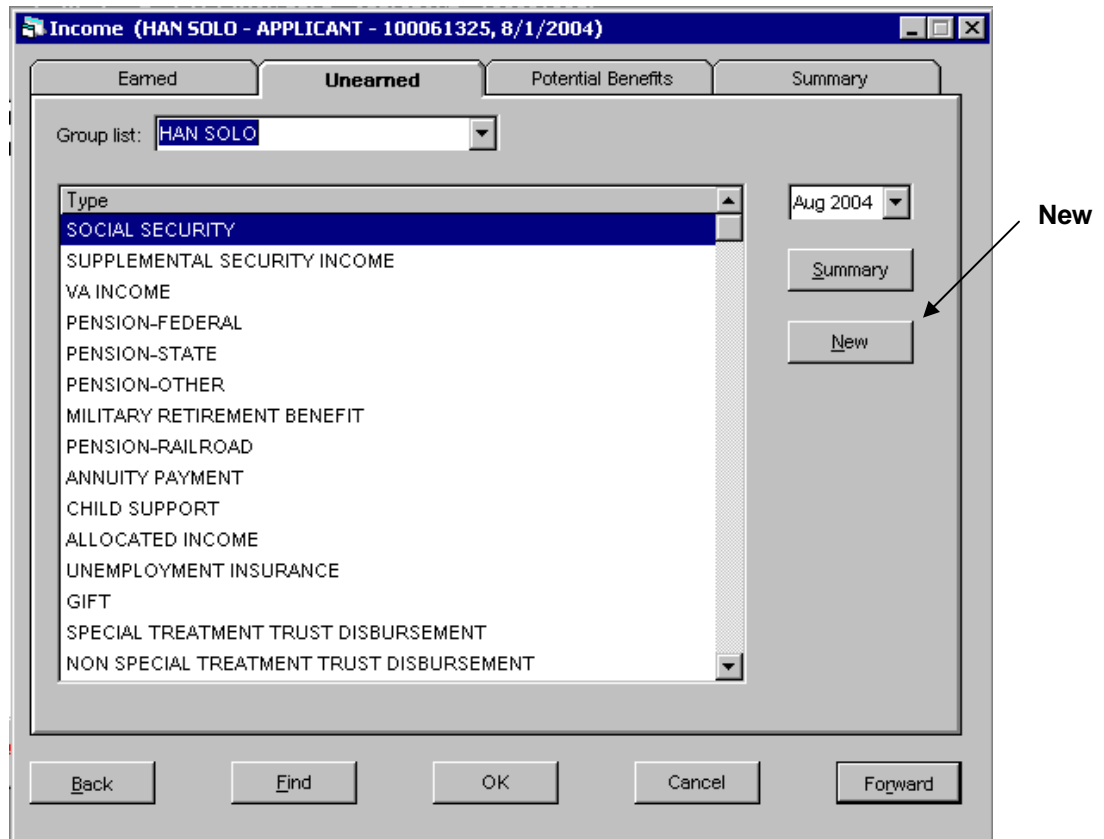 Income (HAN SOLO - APPLICANT - 100061325, 8/1/2004)
Earned Unearned Potential Benefits Summary
Group list: HAN SOLO
Type
Aug 2004
New
SOCIAL SECURITY
SUPPLEMENTAL SECURITY INCOME
Summary
VA INCOME
PENSION-FEDERAL
New
PENSION-STATE
PENSION-OTHER
MILITARY RETIREMENT BENEFIT
PENSION-RAILROAD
ANNUITY PAYMENT
CHILD SUPPORT
ALLOCATED INCOME
UNEMPLOYMENT INSURANCE
GIFT
SPECIAL TREATMENT TRUST DISBURSEMENT
NON SPECIAL TREATMENT TRUST DISBURSEMENT
Back Find OK Cancel Forward